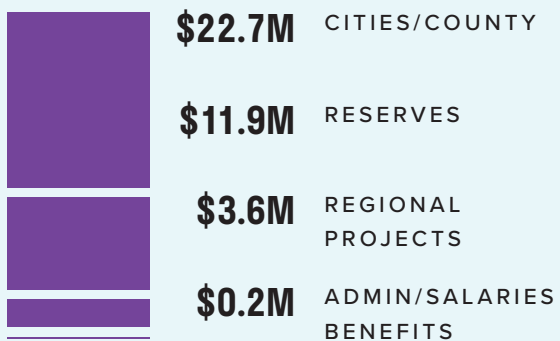 $22.7M CITIES/COUNTY
$11.9M RESERVES
$3.6M REGIONAL
PROJECTS
$0.2M ADMIN/SALARIES
BENEFITS